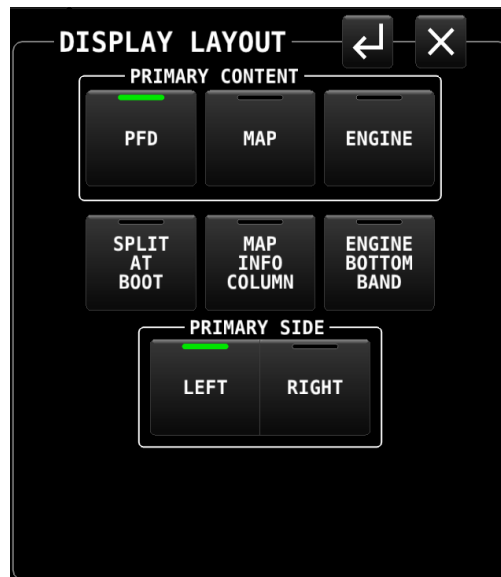 DISPLAY LAYOUT
PRIMARY CONTENT
PFD
MAP
ENGINE
SPLIT
AT
BOOT
MAP
INFO
COLUMN
ENGINE
BOTTOM
BAND
PRIMARY SIDE
LEFT
RIGHT